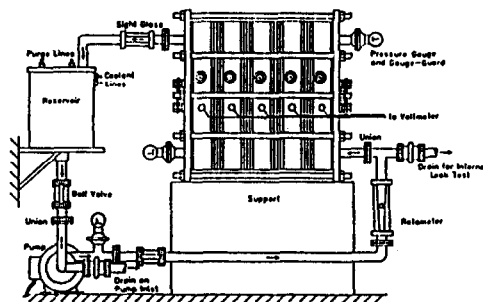 Sight Glass
Purge Lines
Coolant
Lines
Reservoir
Pressure Gauge
and Gauge-Guard
To Voltmeter
Union
Drain for Internal
Leak Test
Ball Valve
Support
Union
Rotameter
Pump
Drain on
Pump Inlet